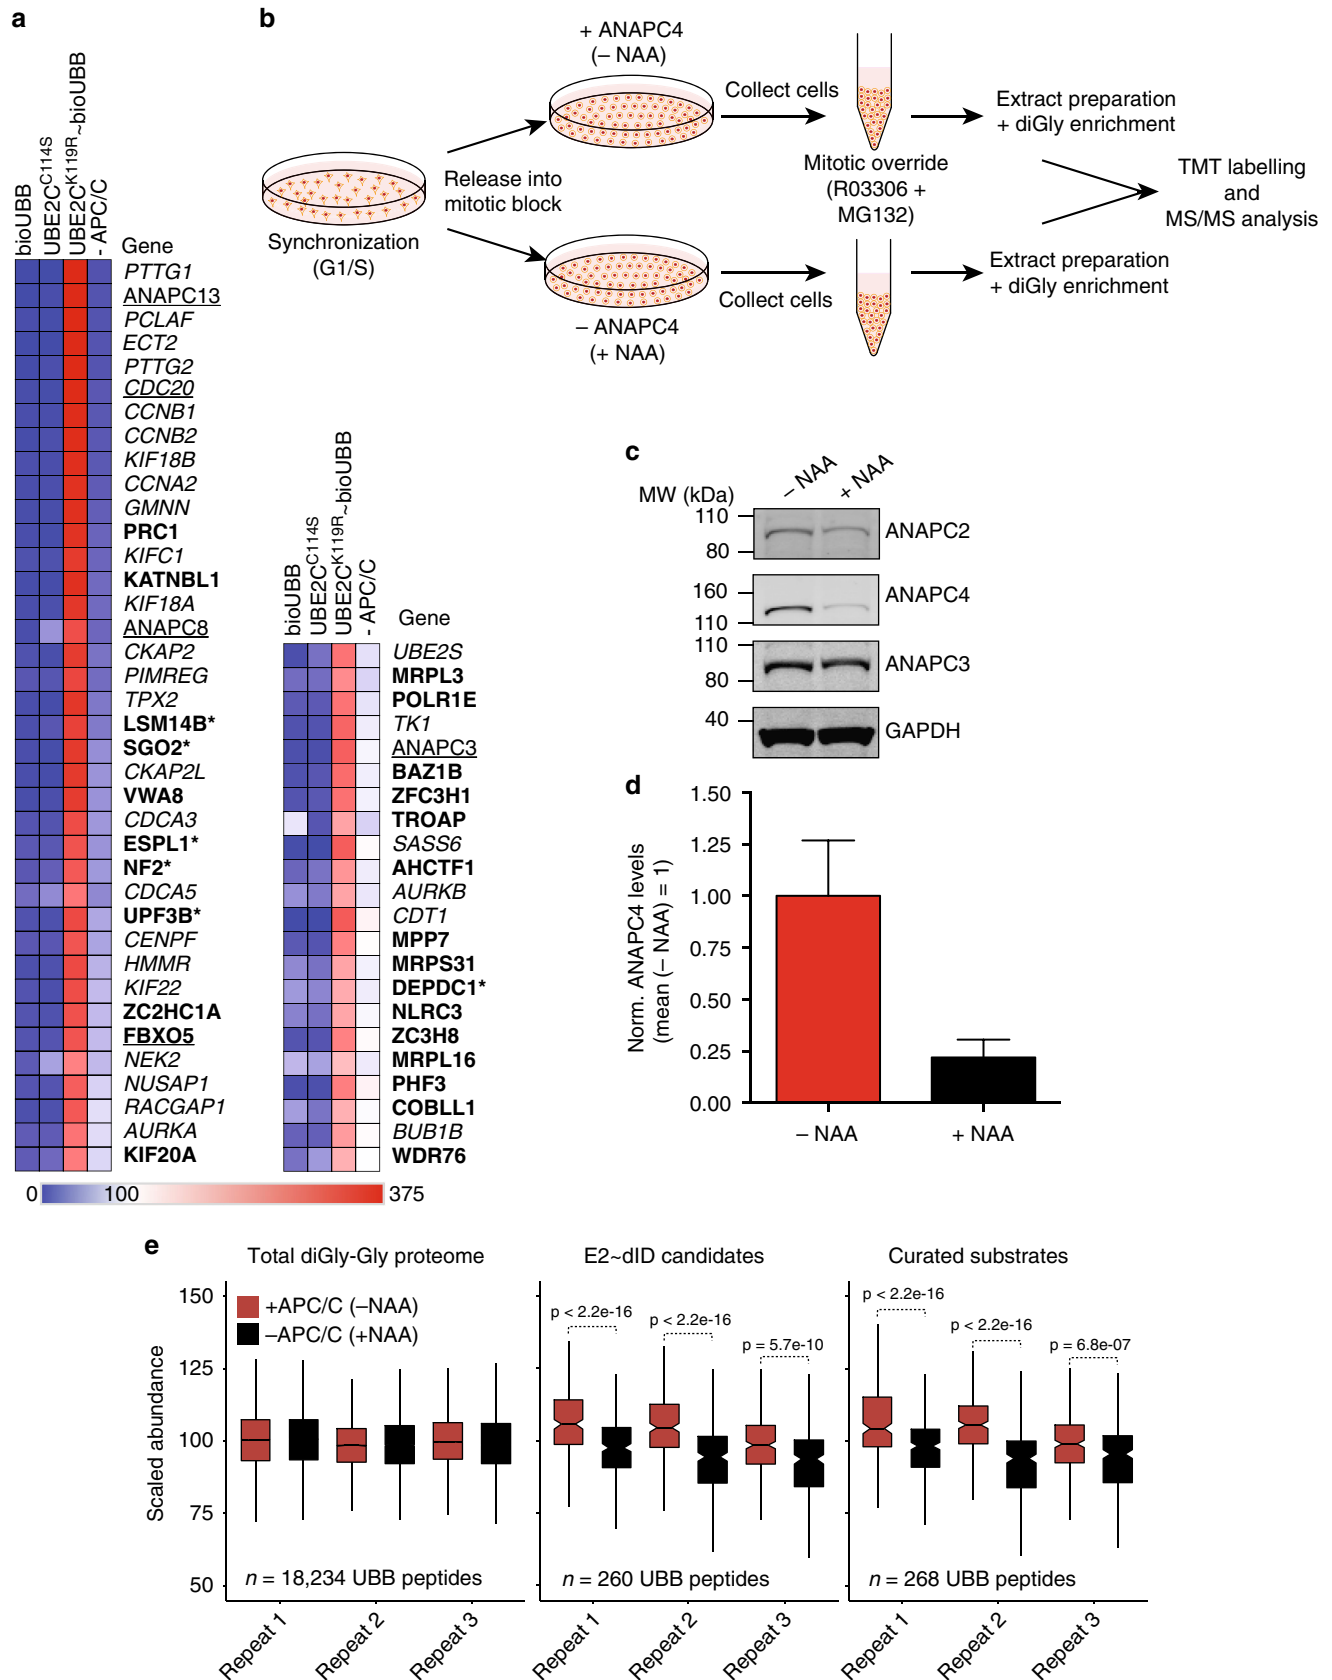 a
bioUBB
UBE2C^C114S
UBE2C^K119R~bioUBB
- APC/C
Gene
PTTG1
ANAPC13
PCLAF
ECT2
PTTG2
CDC20
CCNB1
CCNB2
KIF18B
CCNA2
GMNN
PRC1
KIFC1
KATNBL1
KIF18A
ANAPC8
CKAP2
PIMREG
TPX2
LSM14B*
SGO2*
CKAP2L
VWA8
CDCA3
ESPL1*
NF2*
CDCA5
UPF3B*
CENPF
HMMR
KIF22
ZC2HC1A
FBXO5
NEK2
NUSAP1
RACGAP1
AURKA
KIF20A
bioUBB
UBE2C^C114S
UBE2C^K119R~bioUBB
- APC/C
Gene
UBE2S
MRPL3
POLR1E
TK1
ANAPC3
BAZ1B
ZFC3H1
TROAP
SASS6
AHCTF1
AURKB
CDT1
MPP7
MRPS31
DEPDC1*
NLRC3
ZC3H8
MRPL16
PHF3
COBLL1
BUB1B
WDR76
0 100 375
b
Synchronization
(G1/S)
Release into
mitotic block
+ ANAPC4
(– NAA)
– ANAPC4
(+ NAA)
Collect cells
Collect cells
Mitotic override
(R03306 +
MG132)
Extract preparation
+ diGly enrichment
Extract preparation
+ diGly enrichment
TMT labelling
and
MS/MS analysis
c
MW (kDa)
– NAA
+ NAA
110
80
ANAPC2
160
110
ANAPC4
110
80
ANAPC3
40
GAPDH
d
Norm. ANAPC4 levels
(mean (– NAA) = 1)
1.50
1.25
1.00
0.75
0.50
0.25
0.00
– NAA
+ NAA
e
Scaled abundance
150
125
100
75
50
Total diGly-Gly proteome
+APC/C (–NAA)
–APC/C (+NAA)
n = 18,234 UBB peptides
Repeat 1
Repeat 2
Repeat 3
E2~dID candidates
p < 2.2e-16
p < 2.2e-16
p = 5.7e-10
n = 260 UBB peptides
Repeat 1
Repeat 2
Repeat 3
Curated substrates
p < 2.2e-16
p < 2.2e-16
p = 6.8e-07
n = 268 UBB peptides
Repeat 1
Repeat 2
Repeat 3